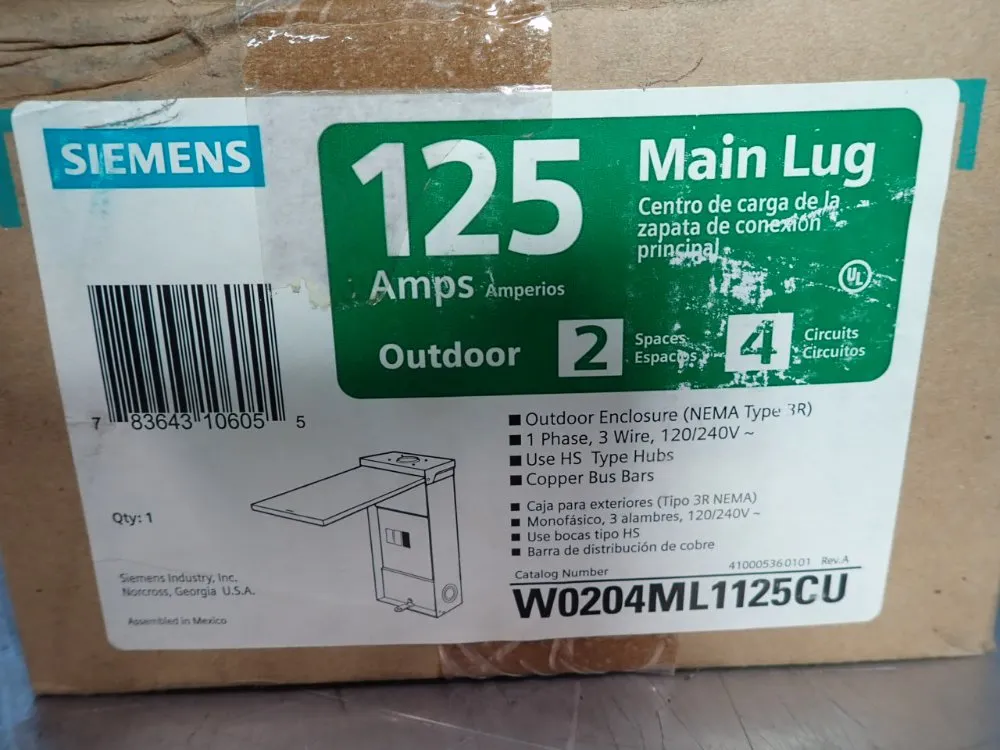 SIEMENS
125
Amps Amperios
Main Lug
Centro de carga de la
zapata de conexión
principal
UL
Outdoor
2
Spaces
Espacios
4
Circuits
Circuitos
7 83643 10605 5
Outdoor Enclosure (NEMA Type 3R)
1 Phase, 3 Wire, 120/240V ~
Use HS Type Hubs
Copper Bus Bars
Caja para exteriores (Tipo 3R NEMA)
Monofásico, 3 alambres, 120/240V ~
Use bocas tipo HS
Barra de distribución de cobre
Qty: 1
Siemens Industry, Inc.
Norcross, Georgia U.S.A.
Assembled in Mexico
Catalog Number
410005360101 Rev.A
W0204ML1125CU